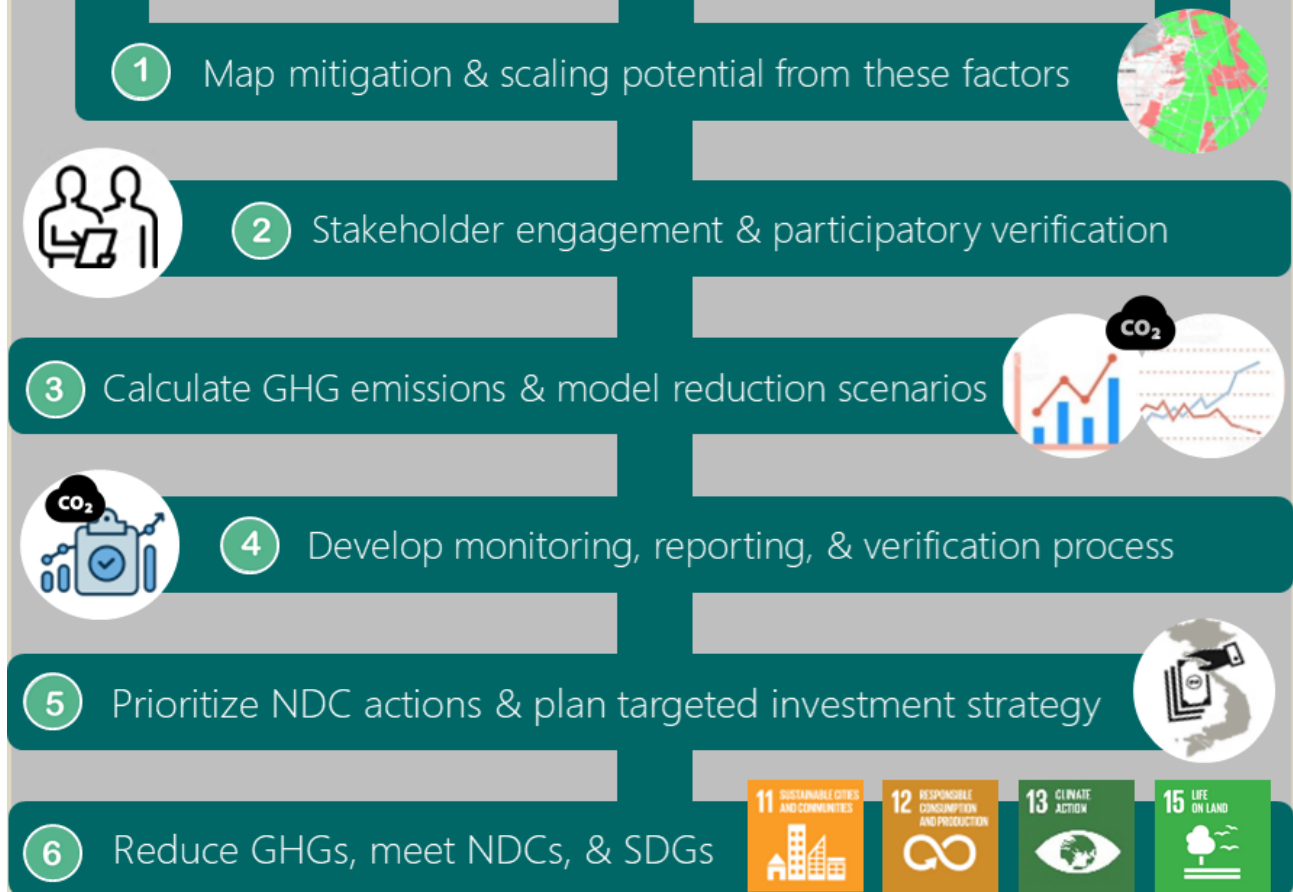 1 Map mitigation & scaling potential from these factors
2 Stakeholder engagement & participatory verification
CO₂
3 Calculate GHG emissions & model reduction scenarios
CO₂
4 Develop monitoring, reporting, & verification process
5 Prioritize NDC actions & plan targeted investment strategy
6 Reduce GHGs, meet NDCs, & SDGs
11 SUSTAINABLE CITIES
AND COMMUNITIES
12 RESPONSIBLE
CONSUMPTION
AND PRODUCTION
13 CLIMATE
ACTION
15 LIFE
ON LAND